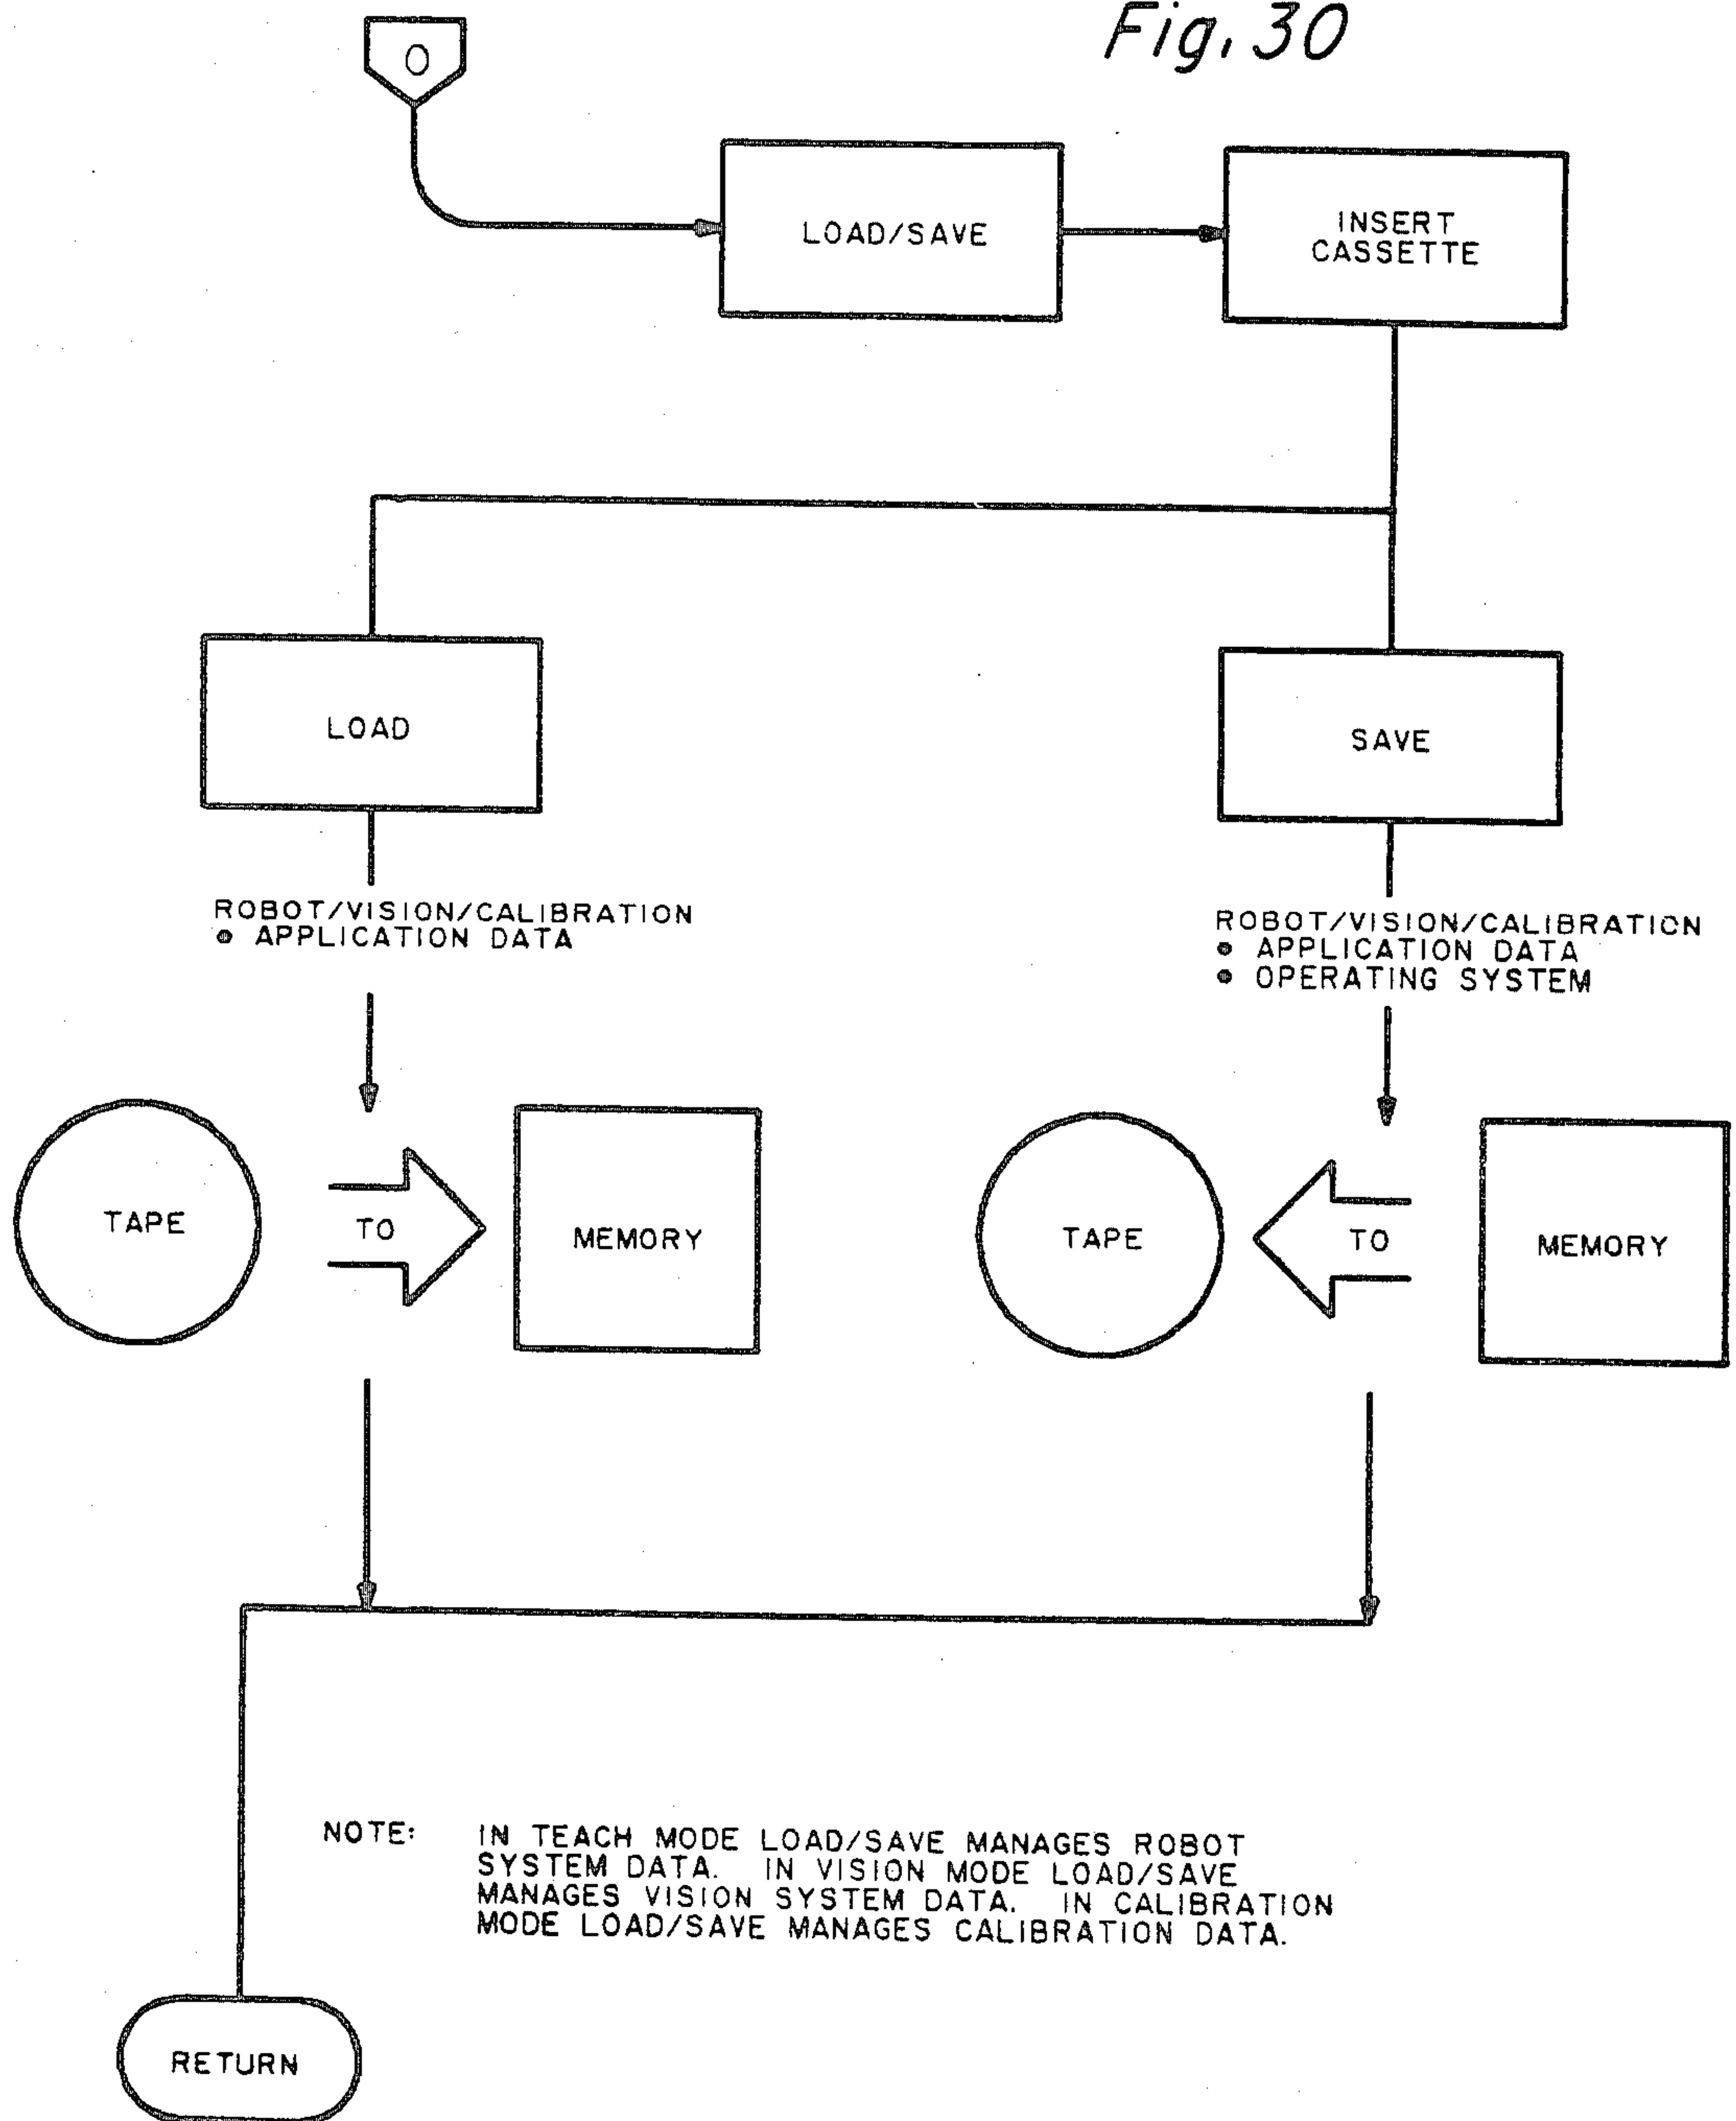 Fig. 30
O
LOAD/SAVE
INSERT
CASSETTE
LOAD
SAVE
ROBOT/VISION/CALIBRATION
• APPLICATION DATA
ROBOT/VISION/CALIBRATION
• APPLICATION DATA
• OPERATING SYSTEM
TAPE
TO
MEMORY
TAPE
TO
MEMORY
NOTE: IN TEACH MODE LOAD/SAVE MANAGES ROBOT
SYSTEM DATA. IN VISION MODE LOAD/SAVE
MANAGES VISION SYSTEM DATA. IN CALIBRATION
MODE LOAD/SAVE MANAGES CALIBRATION DATA.
RETURN